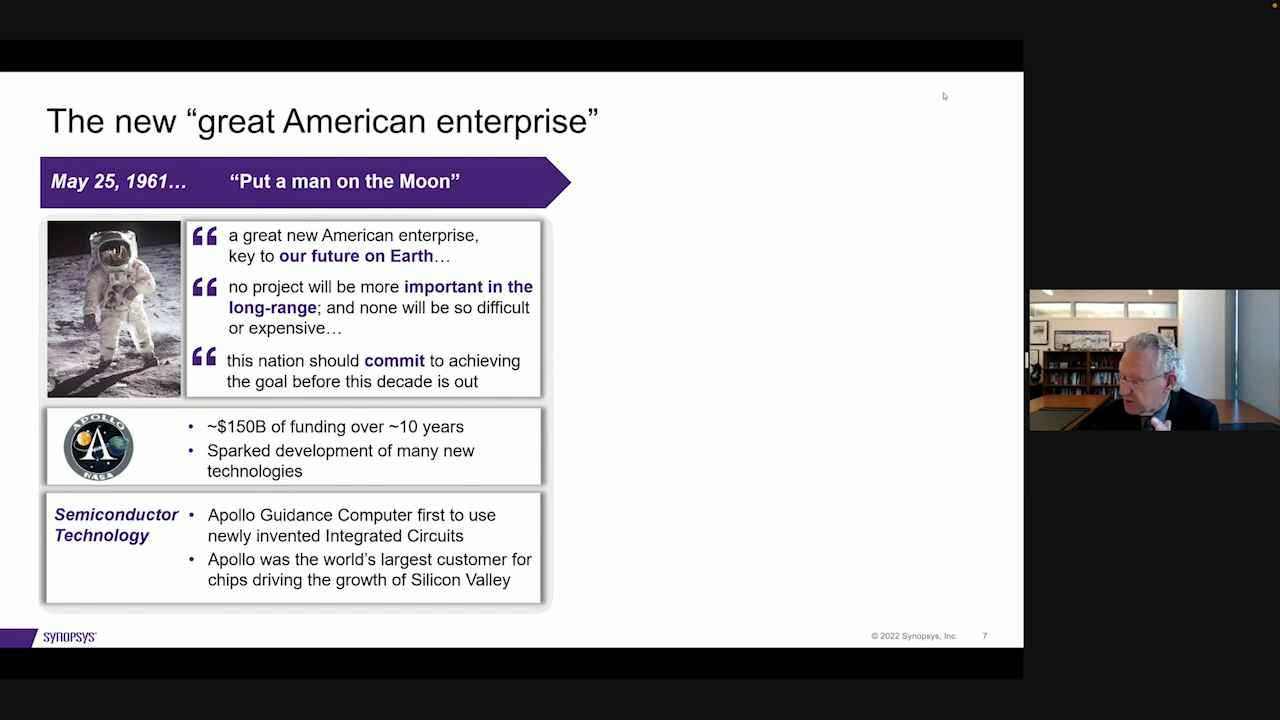 The new “great American enterprise”
May 25, 1961…
“Put a man on the Moon”
a great new American enterprise,
key to our future on Earth…
no project will be more important in the
long-range; and none will be so difficult
or expensive…
this nation should commit to achieving
the goal before this decade is out
APOLLO
A
NASA
• ~$150B of funding over ~10 years
• Sparked development of many new
technologies
Semiconductor
Technology
• Apollo Guidance Computer first to use
newly invented Integrated Circuits
• Apollo was the world’s largest customer for
chips driving the growth of Silicon Valley
SYNOPSYS®
© 2022 Synopsys, Inc.
7